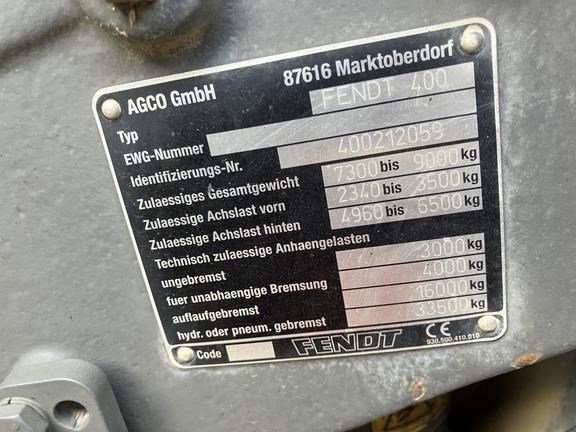 AGCO GmbH 87616 Marktoberdorf
Typ FENDT 400
EWG-Nummer
Identifizierungs-Nr. 400212059
Zulaessiges Gesamtgewicht 7300 bis 9000 kg
Zulaessige Achslast vorn 2340 bis 3500 kg
Zulaessige Achslast hinten 4960 bis 6500 kg
Technisch zulaessige Anhaengelasten
ungebremst 3000 kg
fuer unabhaengige Bremsung 4000 kg
auflaufgebremst 16000 kg
hydr. oder pneum. gebremst 33500 kg
Code FENDT CE
930.500.410.010